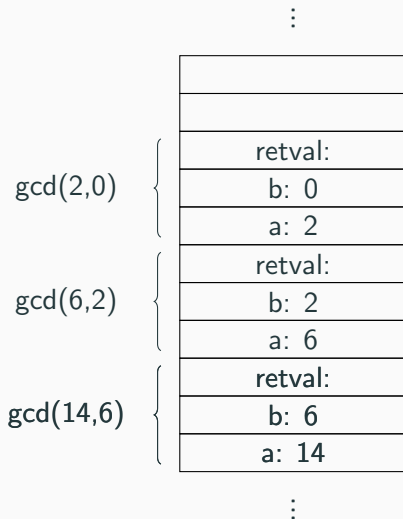 ⋮
retval:
gcd(2,0)
b: 0
a: 2
retval:
gcd(6,2)
b: 2
a: 6
retval:
gcd(14,6)
b: 6
a: 14
⋮